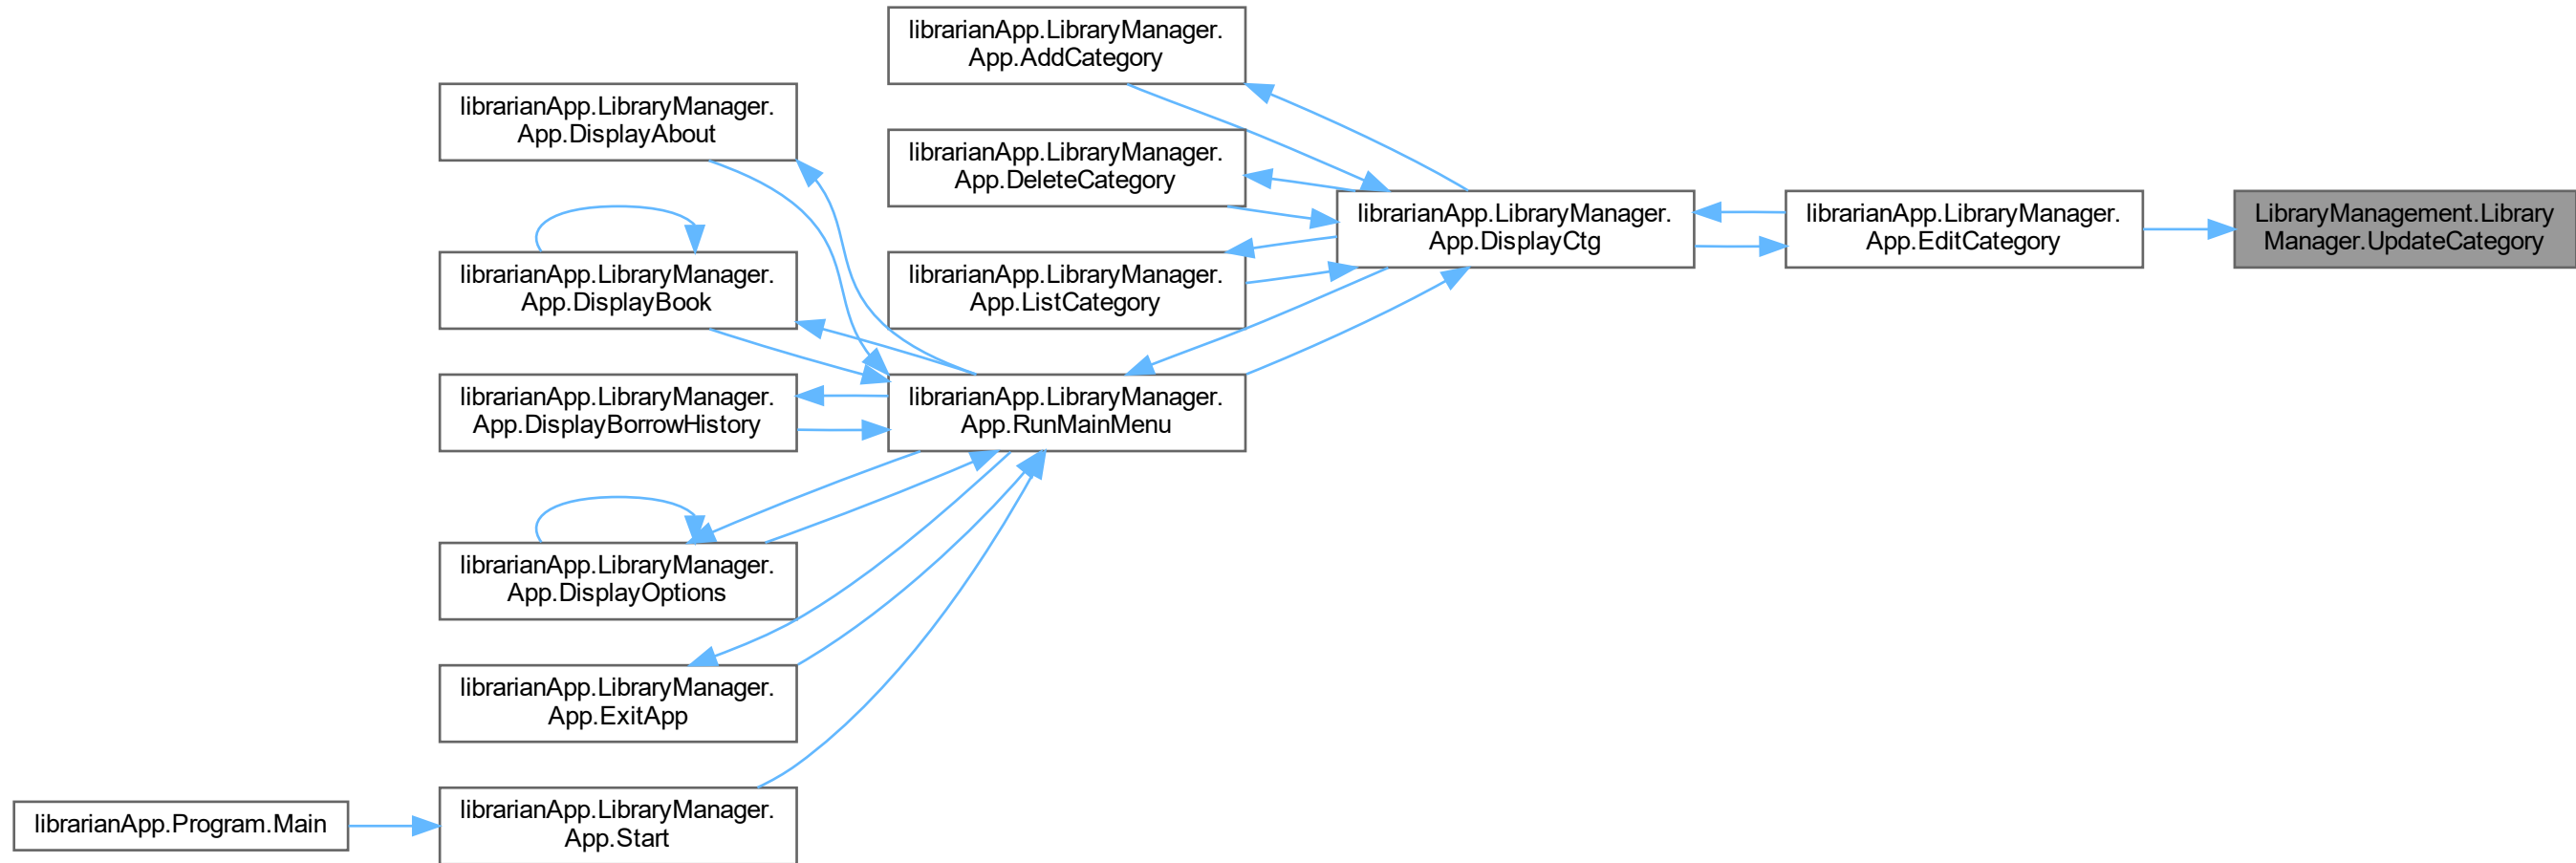 librarianApp.LibraryManager.
App.AddCategory
librarianApp.LibraryManager.
App.DisplayAbout
librarianApp.LibraryManager.
App.DeleteCategory
librarianApp.LibraryManager.
App.DisplayCtg
librarianApp.LibraryManager.
App.EditCategory
LibraryManagement.Library
Manager.UpdateCategory
librarianApp.LibraryManager.
App.DisplayBook
librarianApp.LibraryManager.
App.ListCategory
librarianApp.LibraryManager.
App.DisplayBorrowHistory
librarianApp.LibraryManager.
App.RunMainMenu
librarianApp.LibraryManager.
App.DisplayOptions
librarianApp.LibraryManager.
App.ExitApp
librarianApp.Program.Main
librarianApp.LibraryManager.
App.Start